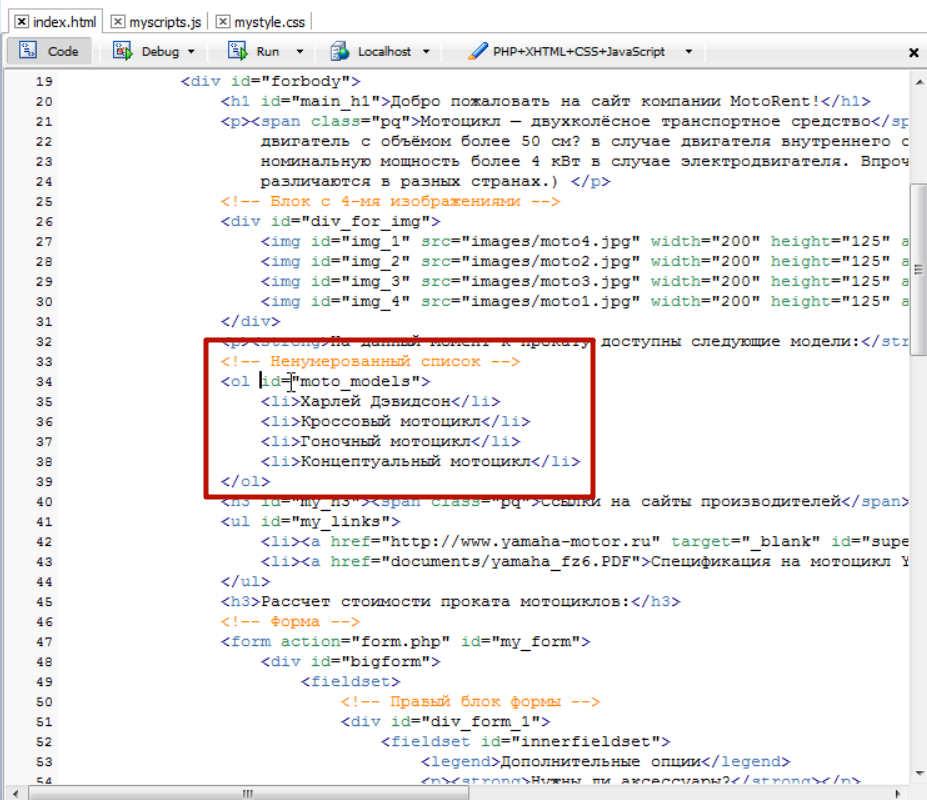 index.html myscripts.js mystyle.css
Code Debug Run Localhost PHP+XHTML+CSS+JavaScript
19 <div id="forbody">
20 <h1 id="main_h1">Добро пожаловать на сайт компании MotoRent!</h1>
21 <p><span class="pq">Мотоцикл — двухколёсное транспортное средство</sp
22 двигатель с объёмом более 50 см? в случае двигателя внутреннего с
23 номинальную мощность более 4 кВт в случае электродвигателя. Впроч
24 различаются в разных странах.) </p>
25 <!-- Блок с 4-мя изображениями -->
26 <div id="div_for_img">
27 <img id="img_1" src="images/moto4.jpg" width="200" height="125" a
28 <img id="img_2" src="images/moto2.jpg" width="200" height="125" a
29 <img id="img_3" src="images/moto3.jpg" width="200" height="125" a
30 <img id="img_4" src="images/moto1.jpg" width="200" height="125" a
31 </div>
32 <p><strong>На данный момент к прокату доступны следующие модели:</str
33 <!-- Ненумерованный список -->
34 <ol id="moto_models">
35 <li>Харлей Дэвидсон</li>
36 <li>Кроссовый мотоцикл</li>
37 <li>Гоночный мотоцикл</li>
38 <li>Концептуальный мотоцикл</li>
39 </ol>
40 <h3 id="my_h3"><span class="pq">Ссылки на сайты производителей</span>
41 <ul id="my_links">
42 <li><a href="http://www.yamaha-motor.ru" target="_blank" id="supe
43 <li><a href="documents/yamaha_fz6.PDF">Спецификация на мотоцикл Y
44 </ul>
45 <h3>Рассчет стоимости проката мотоциклов:</h3>
46 <!-- Форма -->
47 <form action="form.php" id="my_form">
48 <div id="bigform">
49 <fieldset>
50 <!-- Правый блок формы -->
51 <div id="div_form_1">
52 <fieldset id="innerfieldset">
53 <legend>Дополнительные опции</legend>
54 <p><strong>Нужны ли аксессуары?</strong></p>